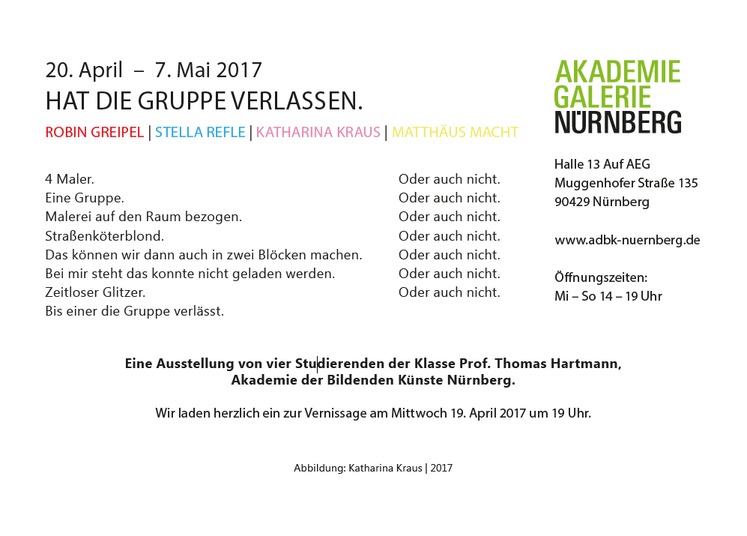 20. April – 7. Mai 2017
HAT DIE GRUPPE VERLASSEN.
ROBIN GREIPEL | STELLA REFLE | KATHARINA KRAUS | MATTHÄUS MACHT
4 Maler. Oder auch nicht.
Eine Gruppe. Oder auch nicht.
Malerei auf den Raum bezogen. Oder auch nicht.
Straßenköterblond. Oder auch nicht.
Das können wir dann auch in zwei Blöcken machen. Oder auch nicht.
Bei mir steht das konnte nicht geladen werden. Oder auch nicht.
Zeitloser Glitzer. Oder auch nicht.
Bis einer die Gruppe verlässt.
AKADEMIE
GALERIE
NÜRNBERG
Halle 13 Auf AEG
Muggenhofer Straße 135
90429 Nürnberg
www.adbk-nuernberg.de
Öffnungszeiten:
Mi – So 14 – 19 Uhr
Eine Ausstellung von vier Studierenden der Klasse Prof. Thomas Hartmann,
Akademie der Bildenden Künste Nürnberg.
Wir laden herzlich ein zur Vernissage am Mittwoch 19. April 2017 um 19 Uhr.
Abbildung: Katharina Kraus | 2017